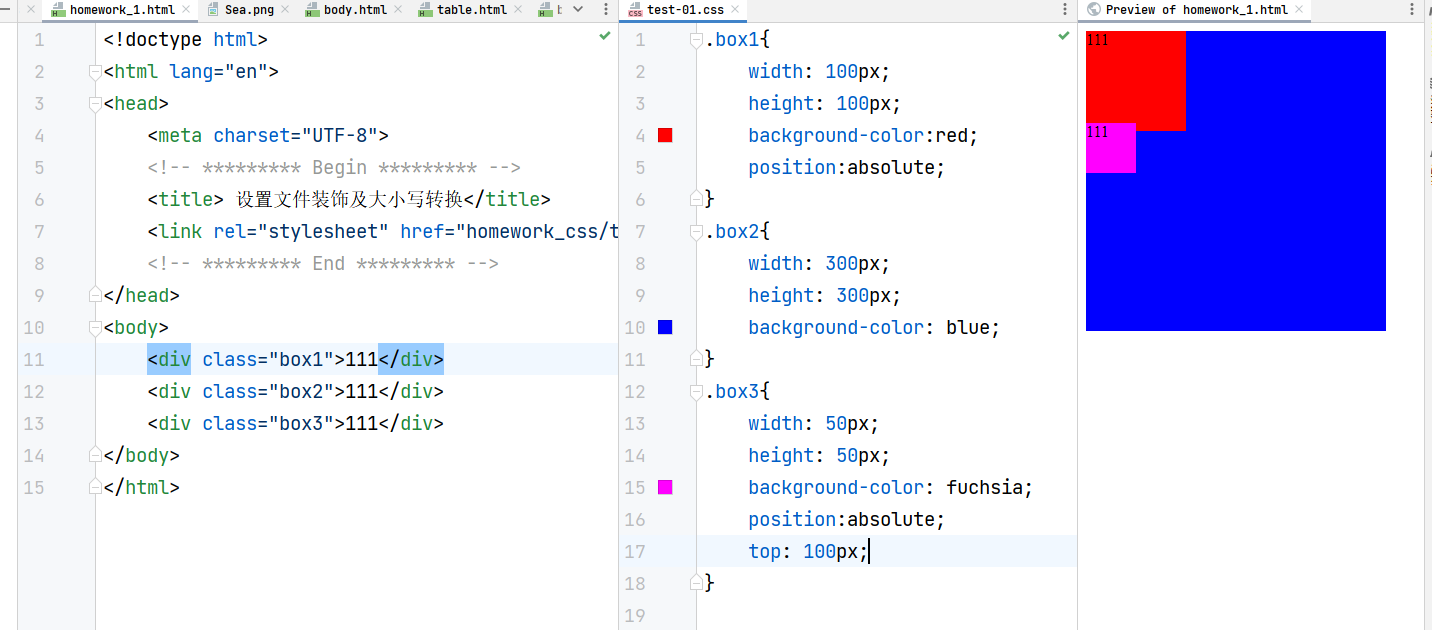 homework_1.html Sea.png body.html table.html test-01.css Preview of homework_1.html
1 <!doctype html>
2 <html lang="en">
3 <head>
4 <meta charset="UTF-8">
5 <!-- ********* Begin ********* -->
6 <title> 设置文件装饰及大小写转换</title>
7 <link rel="stylesheet" href="homework_css/t
8 <!-- ********* End ********* -->
9 </head>
10 <body>
11 <div class="box1">111</div>
12 <div class="box2">111</div>
13 <div class="box3">111</div>
14 </body>
15 </html>
1 .box1{
2 width: 100px;
3 height: 100px;
4 background-color:red;
5 position:absolute;
6 }
7 .box2{
8 width: 300px;
9 height: 300px;
10 background-color: blue;
11 }
12 .box3{
13 width: 50px;
14 height: 50px;
15 background-color: fuchsia;
16 position:absolute;
17 top: 100px;
18 }
19
111
111